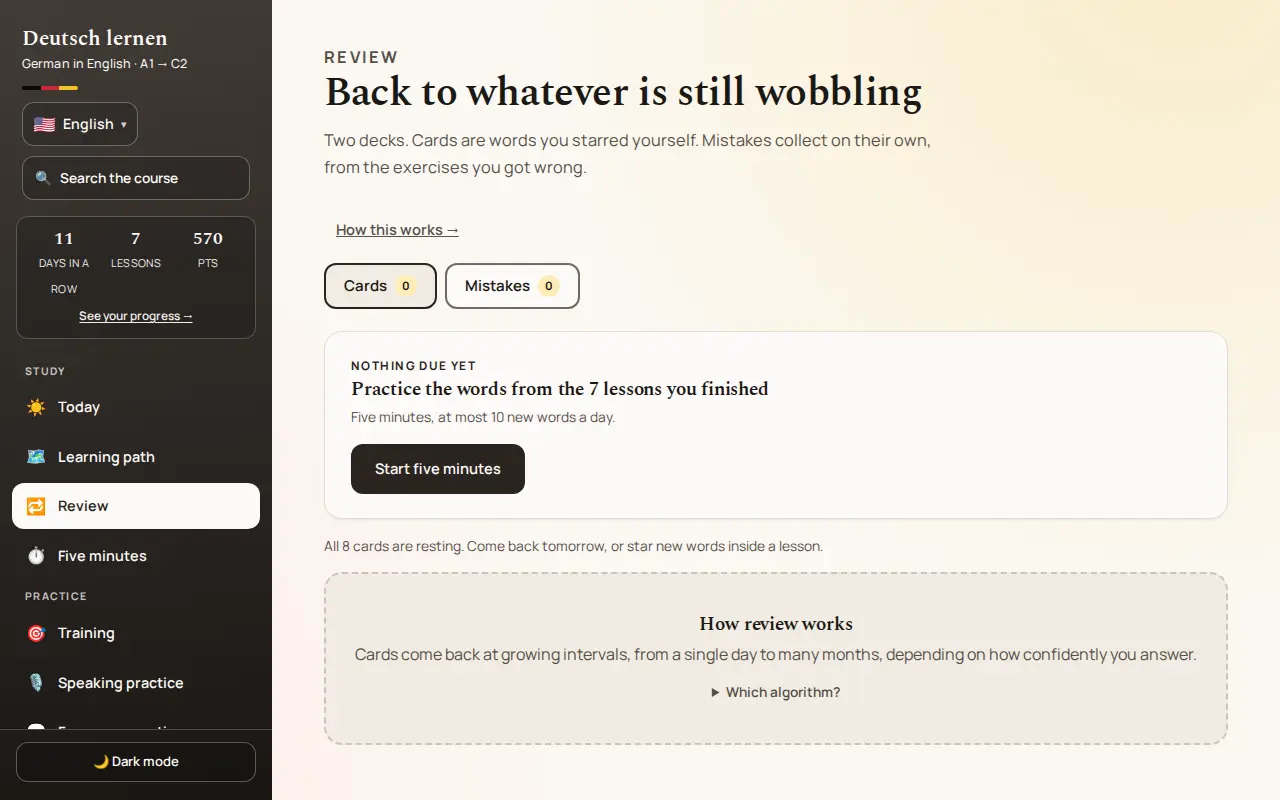 Deutsch lernen
German in English · A1 → C2
English ▾
Search the course
11 7 570
DAYS IN A ROW LESSONS PTS
See your progress →
STUDY
Today
Learning path
Review
Five minutes
PRACTICE
Training
Speaking practice
Dark mode
REVIEW
Back to whatever is still wobbling
Two decks. Cards are words you starred yourself. Mistakes collect on their own,
from the exercises you got wrong.
How this works →
Cards 0 Mistakes 0
NOTHING DUE YET
Practice the words from the 7 lessons you finished
Five minutes, at most 10 new words a day.
Start five minutes
All 8 cards are resting. Come back tomorrow, or star new words inside a lesson.
How review works
Cards come back at growing intervals, from a single day to many months, depending on how confidently you answer.
▶ Which algorithm?